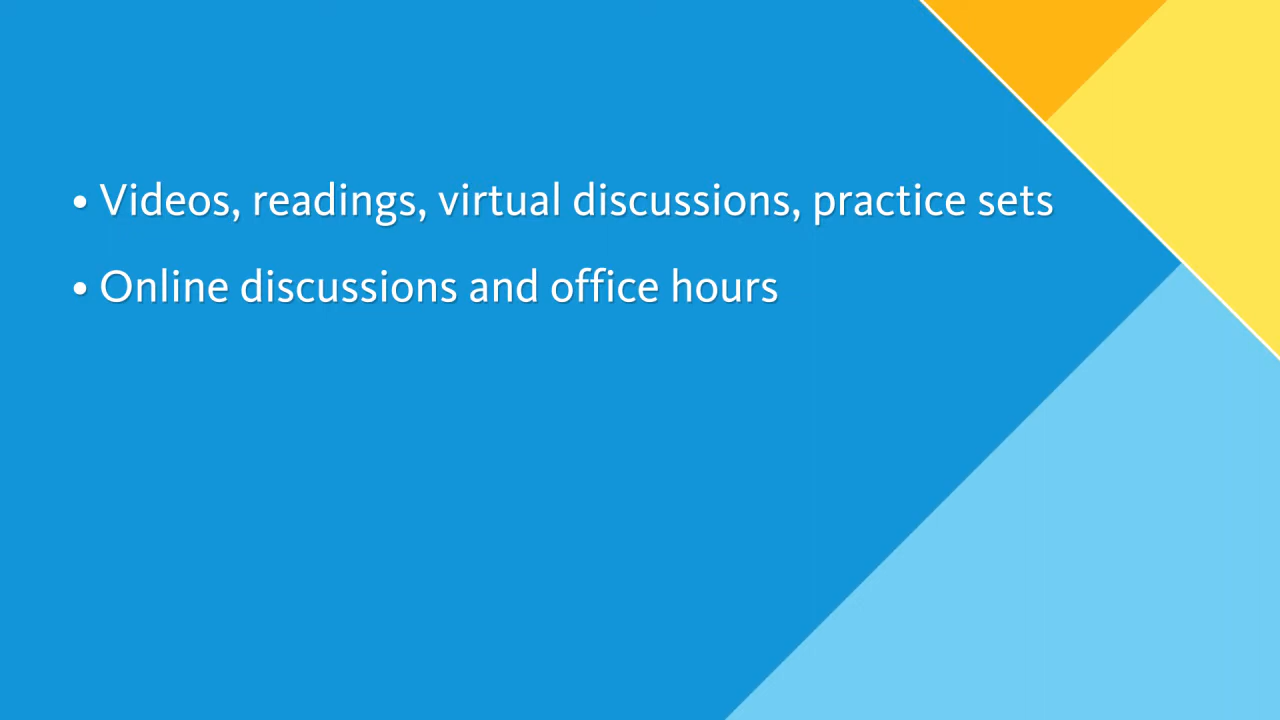 • Videos, readings, virtual discussions, practice sets
• Online discussions and office hours